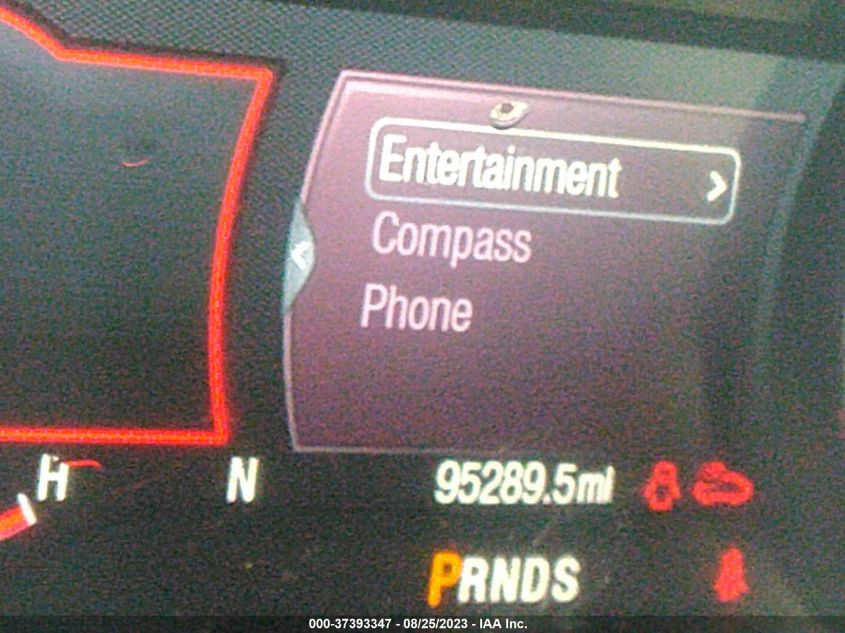 Entertainment >
Compass
Phone
H N 95289.5mi
PRNDS
000-37393347 - 08/25/2023 - IAA Inc.